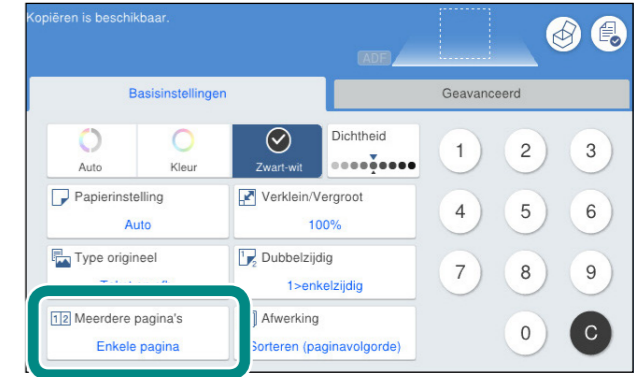 Kopiëren is beschikbaar.
ADF
Basisinstellingen
Geavanceerd
Auto
Kleur
Zwart-wit
Dichtheid
1 2 3
Papierinstelling
Auto
Verklein/Vergroot
100%
4 5 6
Type origineel
Dubbelzijdig
1>enkelzijdig
7 8 9
12 Meerdere pagina's
Enkele pagina
Afwerking
Sorteren (paginavolgorde)
0 C